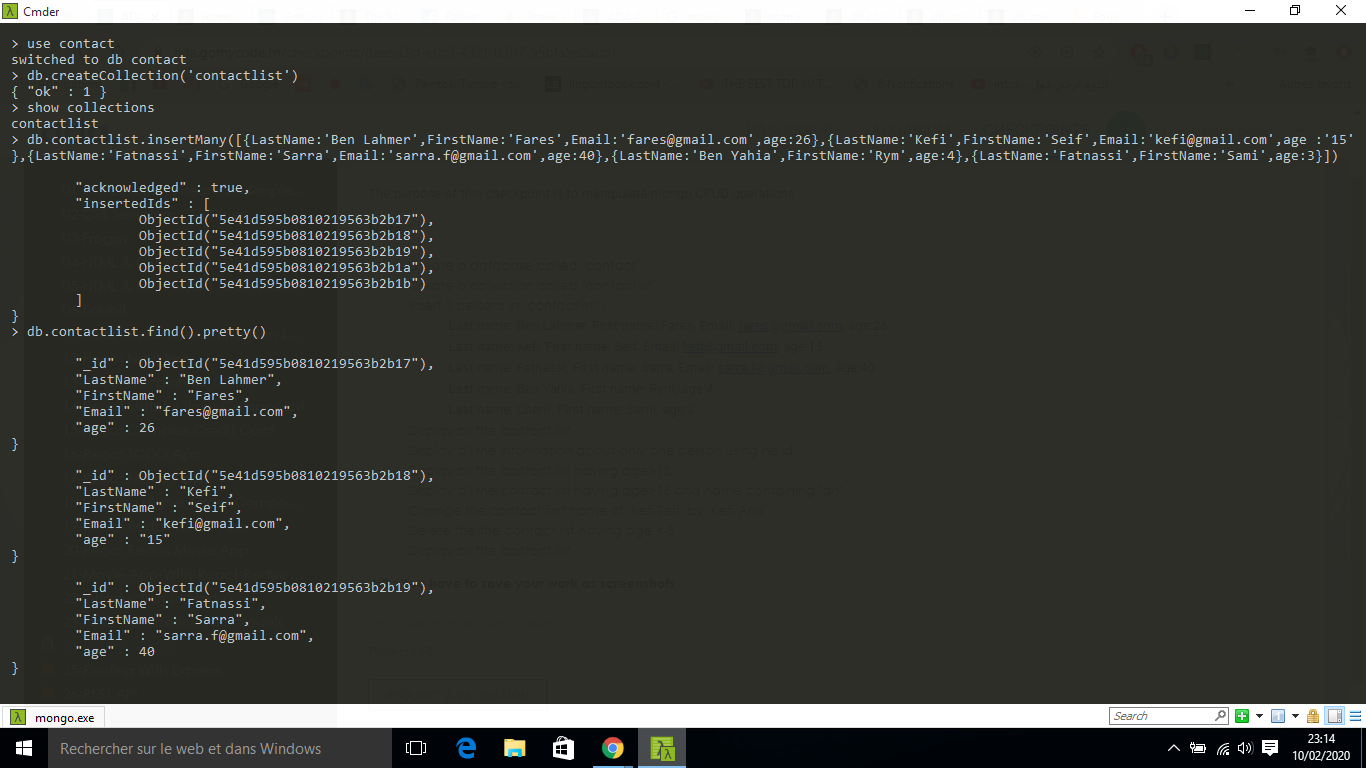 Cmder
> use contact
switched to db contact
> db.createCollection('contactlist')
{ "ok" : 1 }
> show collections
contactlist
> db.contactlist.insertMany([{LastName:'Ben Lahmer',FirstName:'Fares',Email:'fares@gmail.com',age:26},{LastName:'Kefi',FirstName:'Seif',Email:'kefi@gmail.com',age :'15'
},{LastName:'Fatnassi',FirstName:'Sarra',Email:'sarra.f@gmail.com',age:40},{LastName:'Ben Yahia',FirstName:'Rym',age:4},{LastName:'Fatnassi',FirstName:'Sami',age:3}])
"acknowledged" : true,
"insertedIds" : [
ObjectId("5e41d595b0810219563b2b17"),
ObjectId("5e41d595b0810219563b2b18"),
ObjectId("5e41d595b0810219563b2b19"),
ObjectId("5e41d595b0810219563b2b1a"),
ObjectId("5e41d595b0810219563b2b1b")
]
}
> db.contactlist.find().pretty()
"_id" : ObjectId("5e41d595b0810219563b2b17"),
"LastName" : "Ben Lahmer",
"FirstName" : "Fares",
"Email" : "fares@gmail.com",
"age" : 26
}
"_id" : ObjectId("5e41d595b0810219563b2b18"),
"LastName" : "Kefi",
"FirstName" : "Seif",
"Email" : "kefi@gmail.com",
"age" : "15"
}
"_id" : ObjectId("5e41d595b0810219563b2b19"),
"LastName" : "Fatnassi",
"FirstName" : "Sarra",
"Email" : "sarra.f@gmail.com",
"age" : 40
}
have to save your work as screenshots
mongo.exe
Search
Rechercher sur le web et dans Windows
23:14
10/02/2020